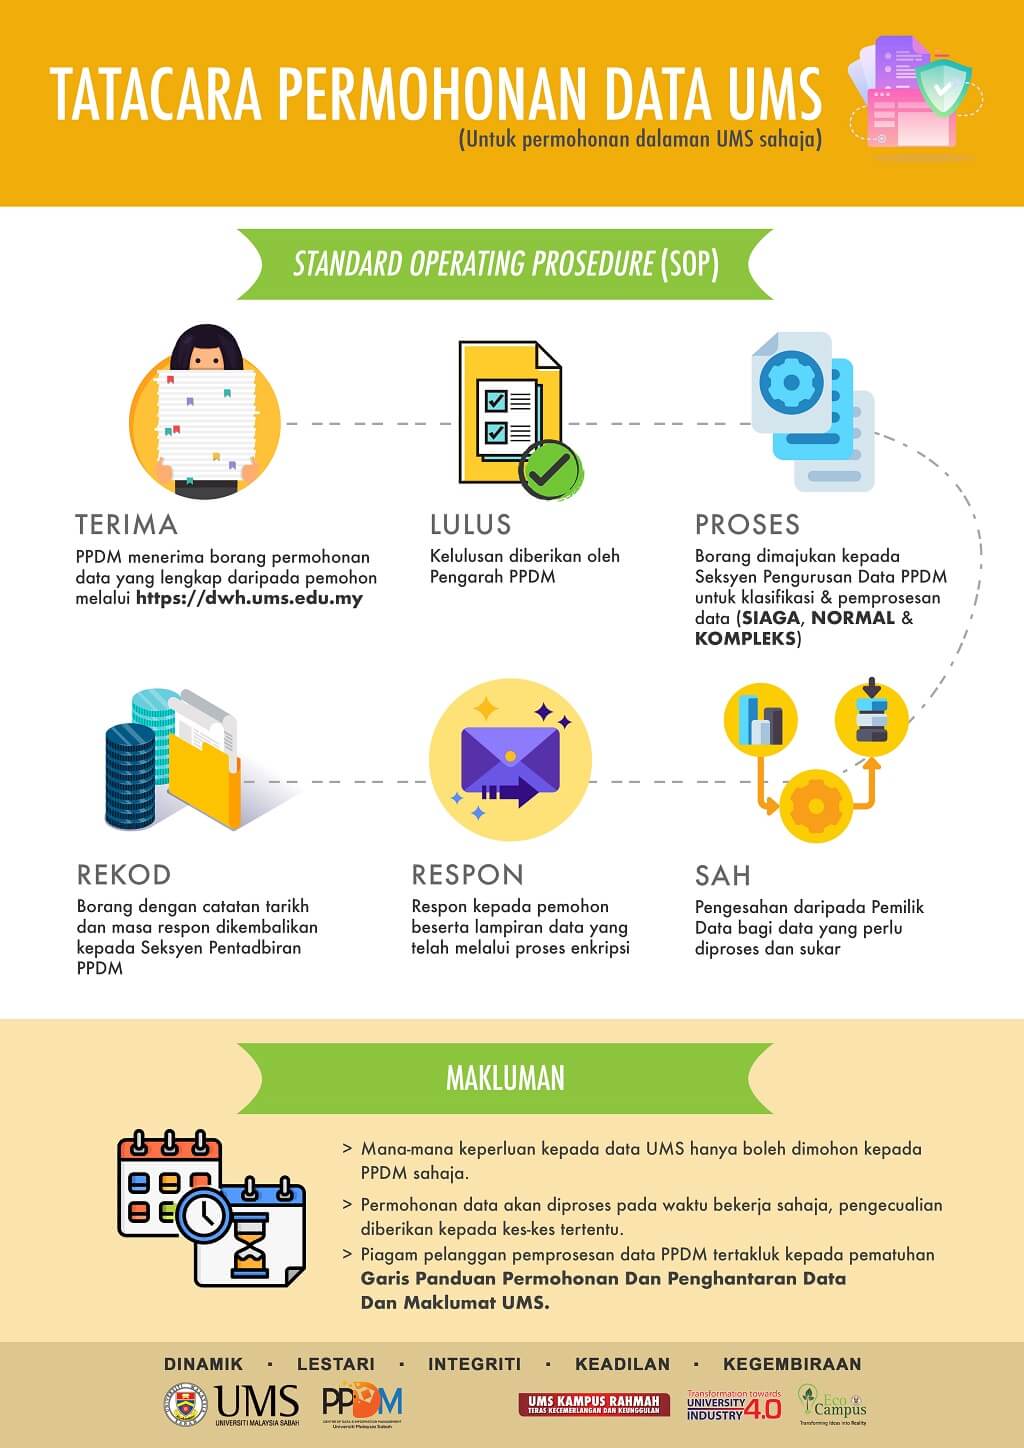 TATACARA PERMOHONAN DATA UMS
(Untuk permohonan dalaman UMS sahaja)
STANDARD OPERATING PROSEDURE (SOP)
TERIMA
PPDM menerima borang permohonan
data yang lengkap daripada pemohon
melalui https://dwh.ums.edu.my
LULUS
Kelulusan diberikan oleh
Pengarah PPDM
PROSES
Borang dimajukan kepada
Seksyen Pengurusan Data PPDM
untuk klasifikasi & pemprosesan
data (SIAGA, NORMAL &
KOMPLEKS)
REKOD
Borang dengan catatan tarikh
dan masa respon dikembalikan
kepada Seksyen Pentadbiran
PPDM
RESPON
Respon kepada pemohon
beserta lampiran data yang
telah melalui proses enkripsi
SAH
Pengesahan daripada Pemilik
Data bagi data yang perlu
diproses dan sukar
MAKLUMAN
> Mana-mana keperluan kepada data UMS hanya boleh dimohon kepada
PPDM sahaja.
> Permohonan data akan diproses pada waktu bekerja sahaja, pengecualian
diberikan kepada kes-kes tertentu.
> Piagam pelanggan pemprosesan data PPDM tertakluk kepada pematuhan
Garis Panduan Permohonan Dan Penghantaran Data
Dan Maklumat UMS.
DINAMIK · LESTARI · INTEGRITI · KEADILAN · KEGEMBIRAAN
UMS
UNIVERSITI MALAYSIA SABAH
PPDM
CENTRE OF DATA & INFORMATION MANAGEMENT
Universiti Malaysia Sabah
UMS KAMPUS RAHMAH
TERAS KECEMERLANGAN DAN KEUNGGULAN
Transformation towards
UNIVERSITY
INDUSTRY 4.0
Eco
Campus
Transforming Ideas Into Reality